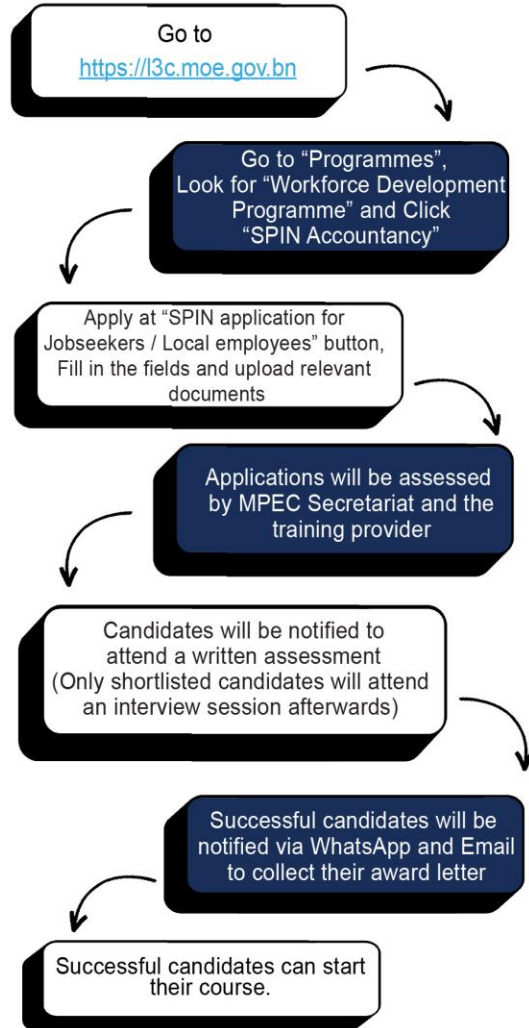 Go to
https://l3c.moe.gov.bn
Go to “Programmes”,
Look for “Workforce Development
Programme” and Click
“SPIN Accountancy”
Apply at “SPIN application for
Jobseekers / Local employees” button,
Fill in the fields and upload relevant
documents
Applications will be assessed
by MPEC Secretariat and the
training provider
Candidates will be notified to
attend a written assessment
(Only shortlisted candidates will attend
an interview session afterwards)
Successful candidates will be
notified via WhatsApp and Email
to collect their award letter
Successful candidates can start
their course.